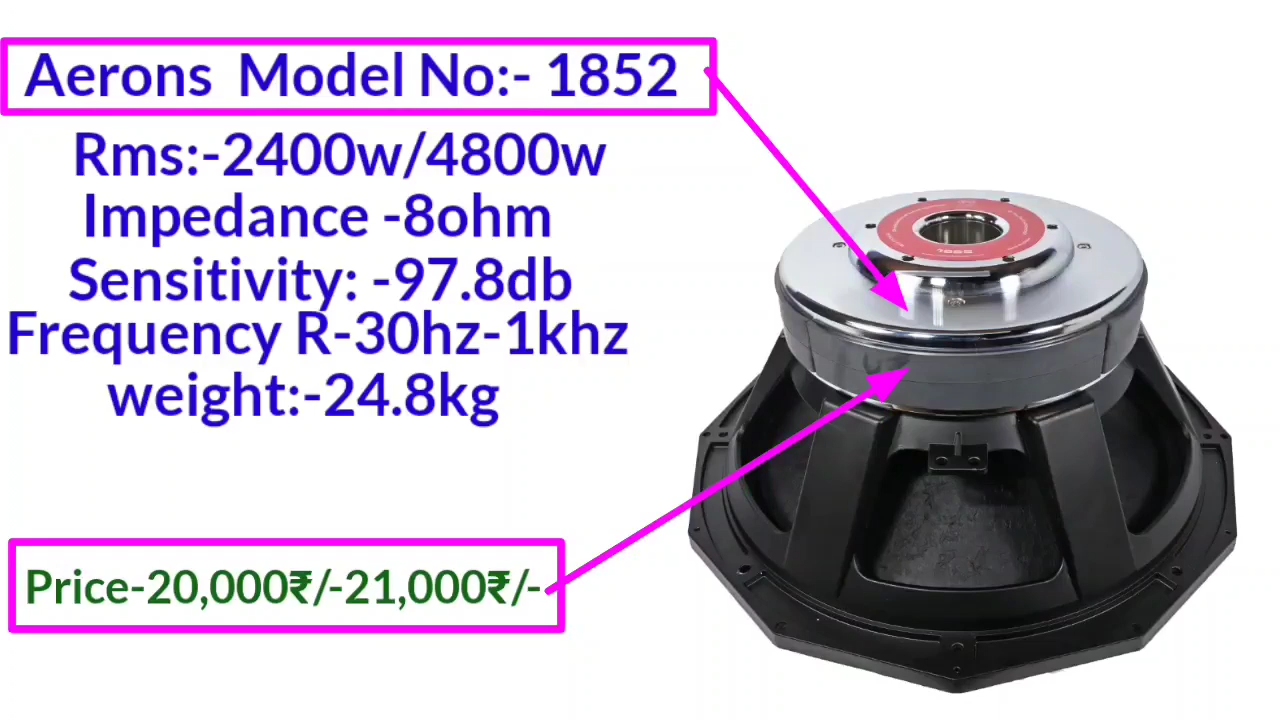 Aerons Model No:- 1852
Rms:-2400w/4800w
Impedance -8ohm
Sensitivity: -97.8db
Frequency R-30hz-1khz
weight:-24.8kg
Price-20,000₹/-21,000₹/-